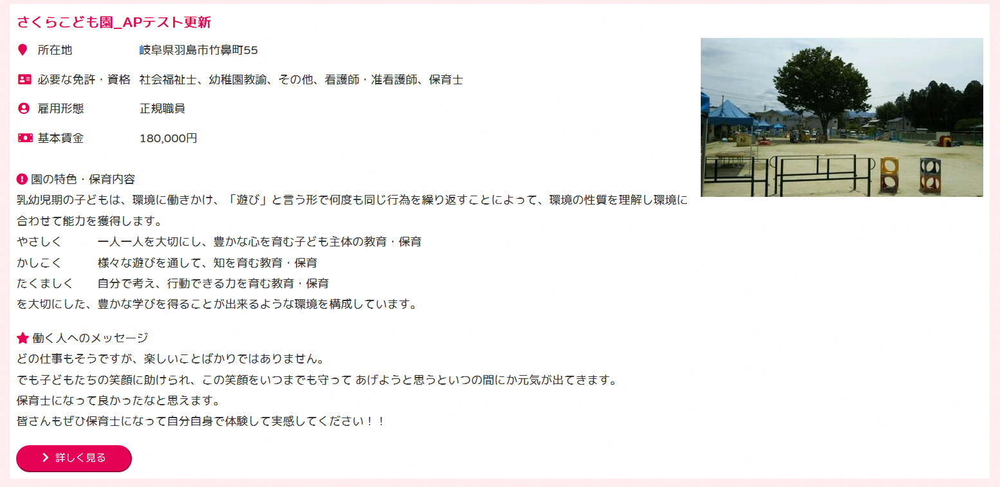 さくらこども園_APテスト更新
所在地 岐阜県羽島市竹鼻町55
必要な免許・資格 社会福祉士、幼稚園教諭、その他、看護師・准看護師、保育士
雇用形態 正規職員
基本賃金 180,000円
園の特色・保育内容
乳幼児期の子どもは、環境に働きかけ、「遊び」と言う形で何度も同じ行為を繰り返すことによって、環境の性質を理解し環境に
合わせて能力を獲得します。
やさしく　　　一人一人を大切にし、豊かな心を育む子ども主体の教育・保育
かしこく　　　様々な遊びを通して、知を育む教育・保育
たくましく　　自分で考え、行動できる力を育む教育・保育
を大切にした、豊かな学びを得ることが出来るような環境を構成しています。
働く人へのメッセージ
どの仕事もそうですが、楽しいことばかりではありません。
でも子どもたちの笑顔に助けられ、この笑顔をいつまでも守って あげようと思うといつの間にか元気が出てきます。
保育士になって良かったなと思えます。
皆さんもぜひ保育士になって自分自身で体験して実感してください！！
詳しく見る